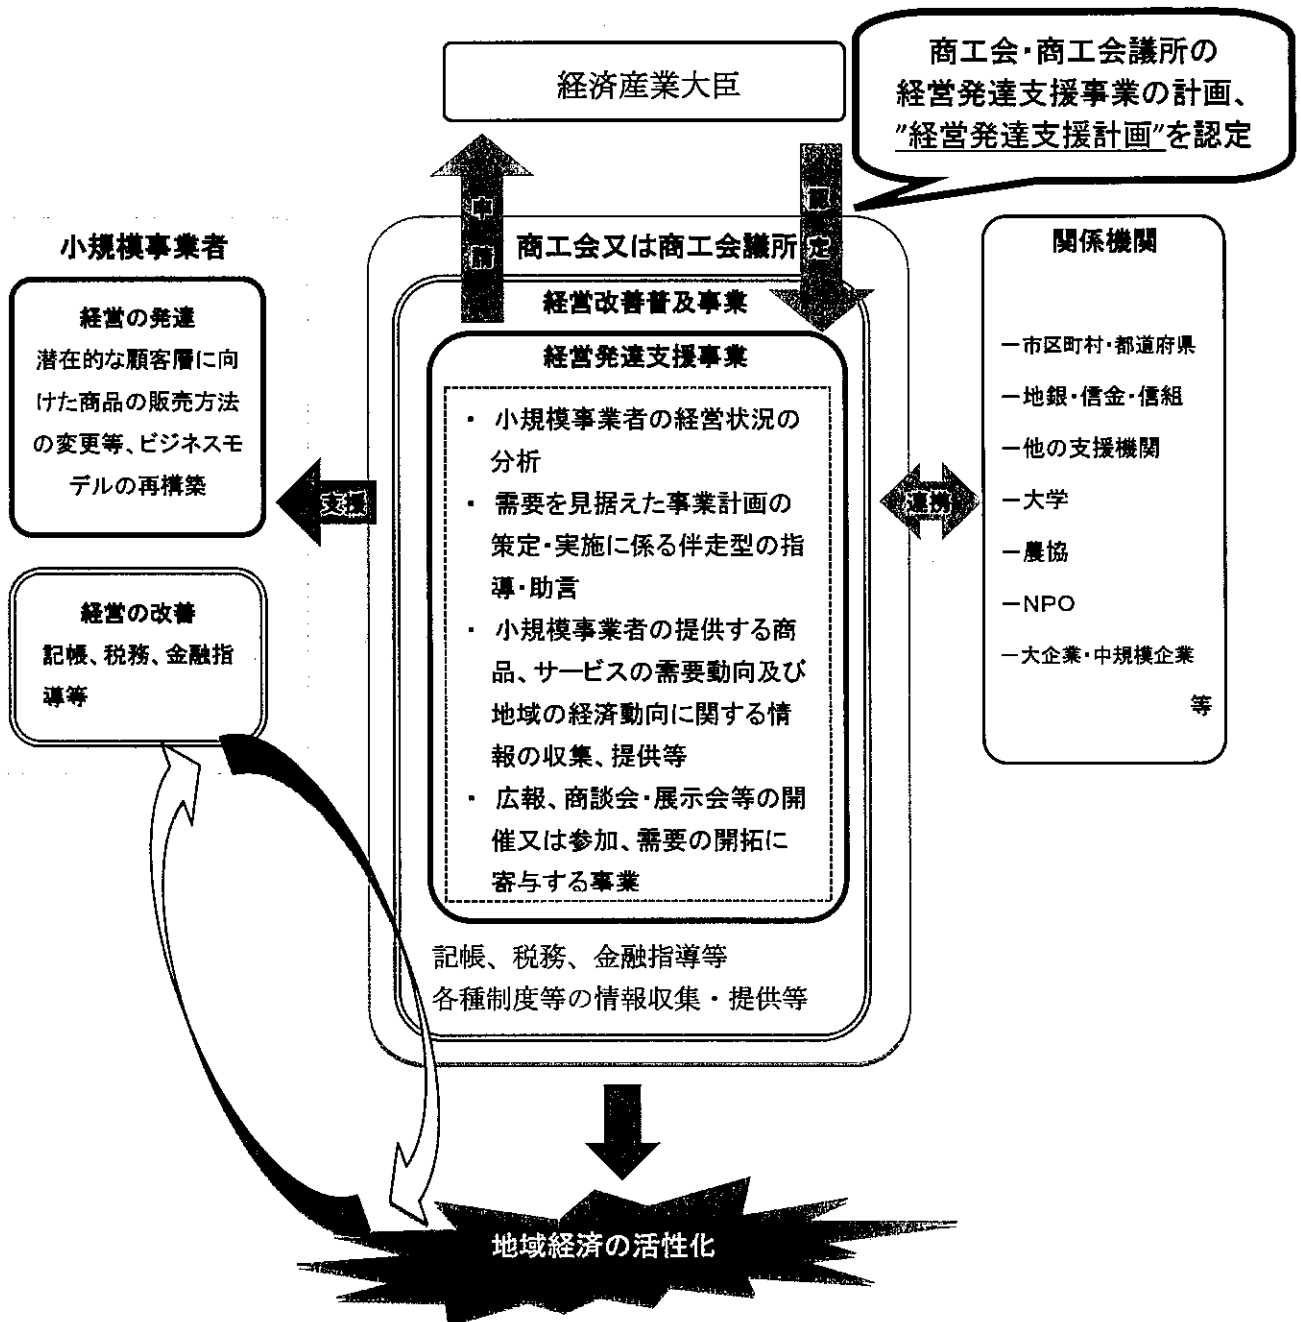 経済産業大臣
商工会・商工会議所の
経営発達支援事業の計画、
"経営発達支援計画"を認定
申請
認定
小規模事業者
経営の発達
潜在的な顧客層に向
けた商品の販売方法
の変更等、ビジネスモ
デルの再構築
経営の改善
記帳、税務、金融指
導等
支援
商工会又は商工会議所
経営改善普及事業
経営発達支援事業
・ 小規模事業者の経営状況の
分析
・ 需要を見据えた事業計画の
策定・実施に係る伴走型の指
導・助言
・ 小規模事業者の提供する商
品、サービスの需要動向及び
地域の経済動向に関する情
報の収集、提供等
・ 広報、商談会・展示会等の開
催又は参加、需要の開拓に
寄与する事業
記帳、税務、金融指導等
各種制度等の情報収集・提供等
連携
関係機関
－市区町村・都道府県
－地銀・信金・信組
－他の支援機関
－大学
－農協
－NPO
－大企業・中規模企業
等
地域経済の活性化